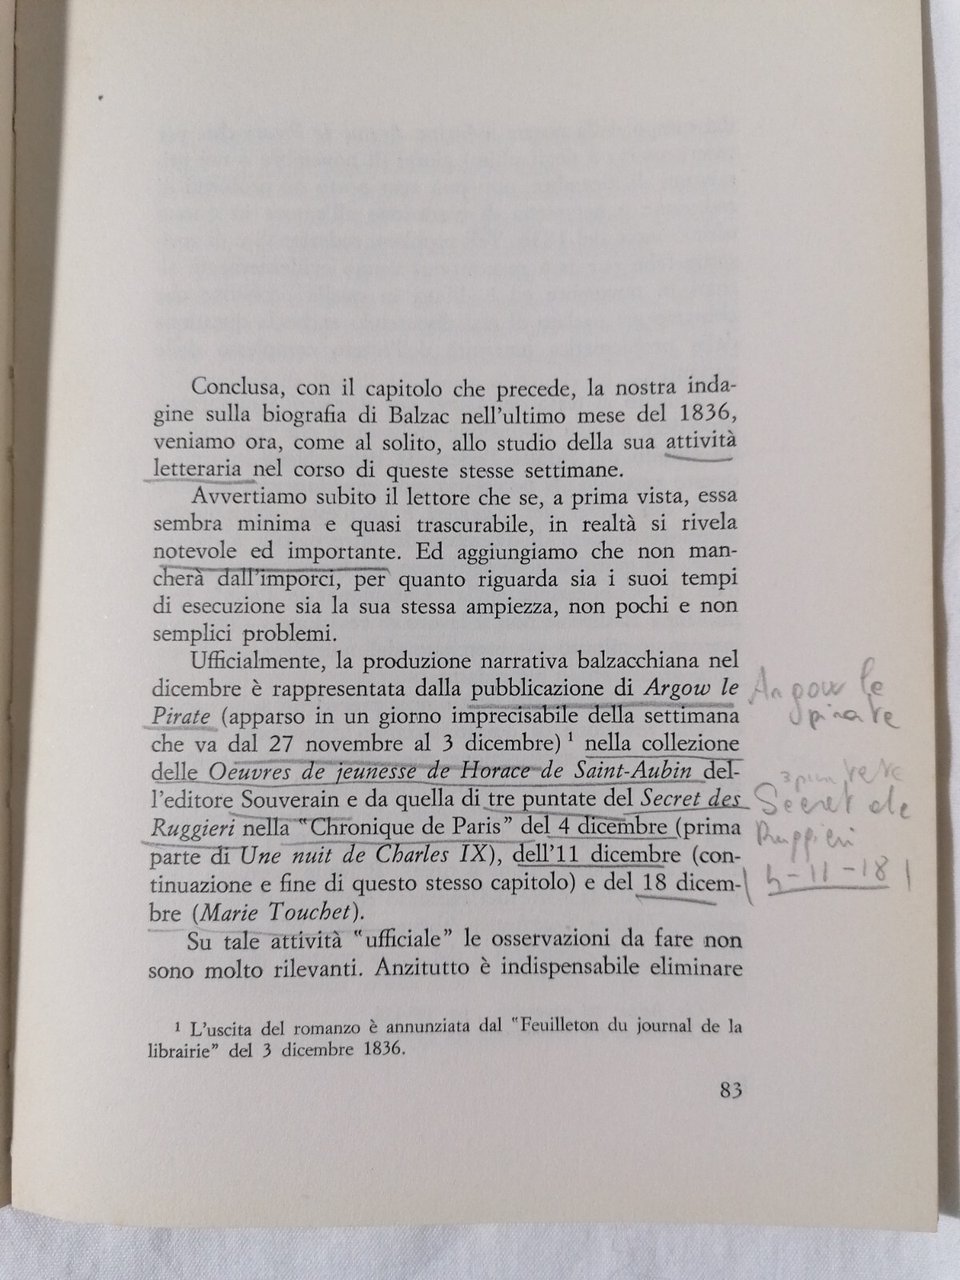 Conclusa, con il capitolo che precede, la nostra inda-
gine sulla biografia di Balzac nell'ultimo mese del 1836,
veniamo ora, come al solito, allo studio della sua attività
letteraria nel corso di queste stesse settimane.
Avvertiamo subito il lettore che se, a prima vista, essa
sembra minima e quasi trascurabile, in realtà si rivela
notevole ed importante. Ed aggiungiamo che non man-
cherà dall'imporci, per quanto riguarda sia i suoi tempi
di esecuzione sia la sua stessa ampiezza, non pochi e non
semplici problemi.
Ufficialmente, la produzione narrativa balzacchiana nel
dicembre è rappresentata dalla pubblicazione di Argow le
Pirate (apparso in un giorno imprecisabile della settimana
che va dal 27 novembre al 3 dicembre) ¹ nella collezione
delle Oeuvres de jeunesse de Horace de Saint-Aubin del-
l'editore Souverain e da quella di tre puntate del Secret des
Ruggieri nella "Chronique de Paris" del 4 dicembre (prima
parte di Une nuit de Charles IX), dell'11 dicembre (con-
tinuazione e fine di questo stesso capitolo) e del 18 dicem-
bre (Marie Touchet).
Su tale attività "ufficiale" le osservazioni da fare non
sono molto rilevanti. Anzitutto è indispensabile eliminare
¹ L'uscita del romanzo è annunziata dal "Feuilleton du journal de la
librairie" del 3 dicembre 1836.
83
Argow le
pirate
Secret de
Ruggieri
4-11-18